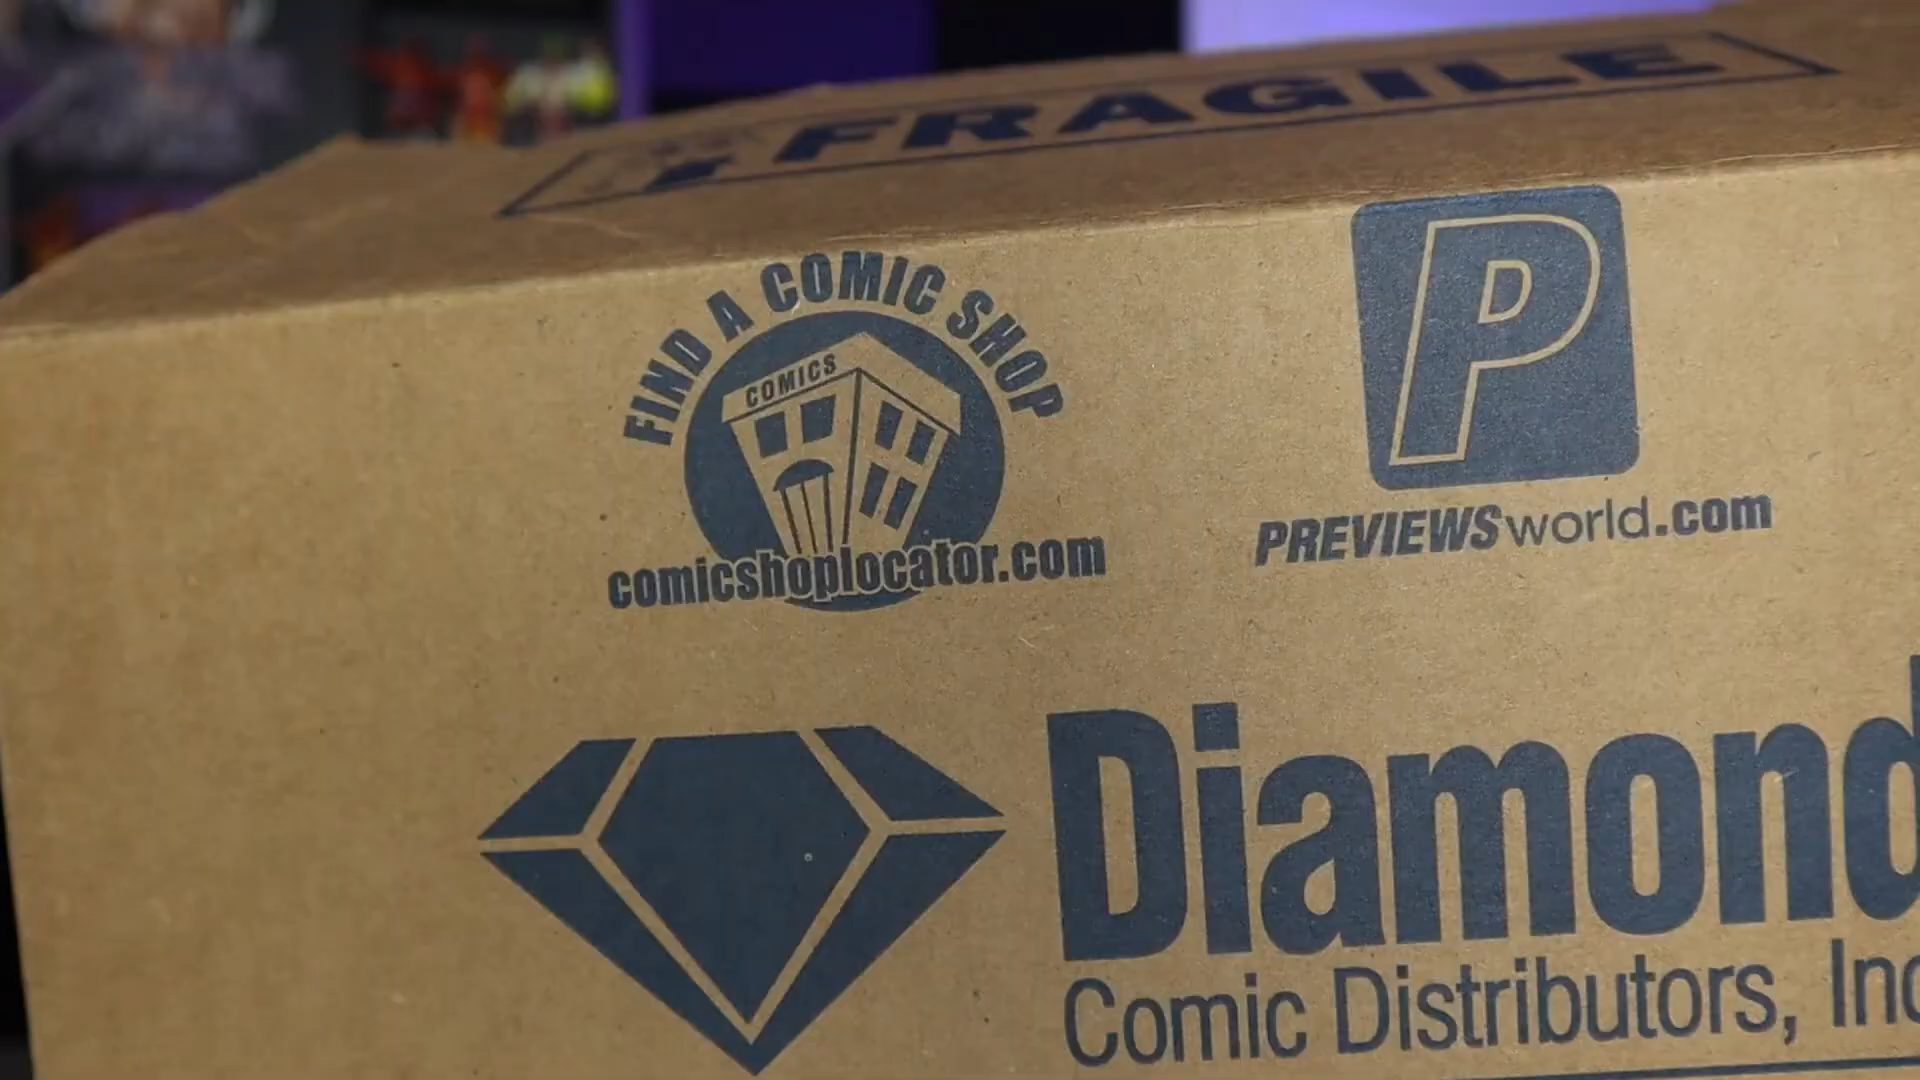 FRAGILE
FIND A COMIC SHOP
COMICS
comicshoplocator.com
P
PREVIEWSworld.com
Diamond
Comic Distributors, Inc